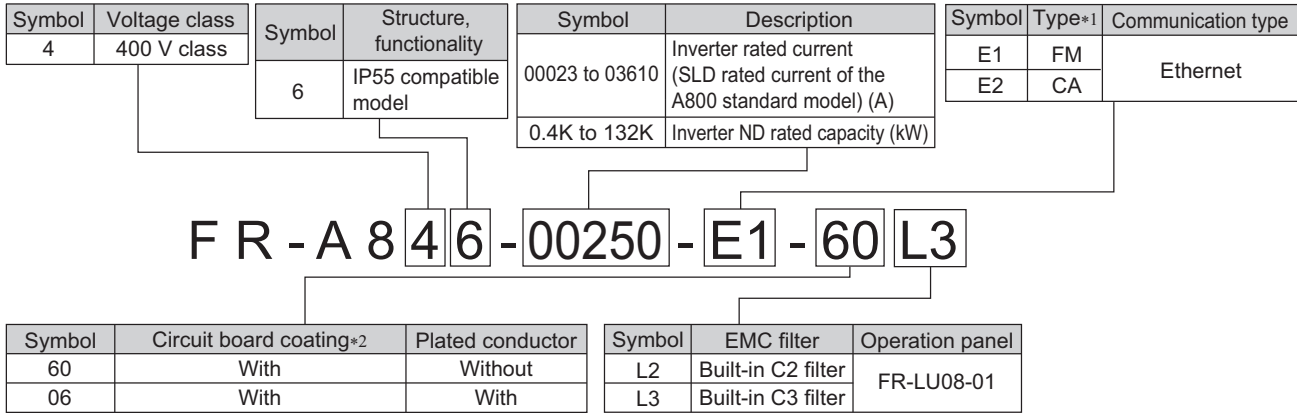 Symbol Voltage class
4 400 V class
Symbol Structure, functionality
6 IP55 compatible model
Symbol Description
00023 to 03610 Inverter rated current (SLD rated current of the A800 standard model) (A)
0.4K to 132K Inverter ND rated capacity (kW)
Symbol Type*1 Communication type
E1 FM Ethernet
E2 CA
F R - A 8 4 6 - 00250 - E1 - 60 L3
Symbol Circuit board coating*2 Plated conductor
60 With Without
06 With With
Symbol EMC filter Operation panel
L2 Built-in C2 filter FR-LU08-01
L3 Built-in C3 filter